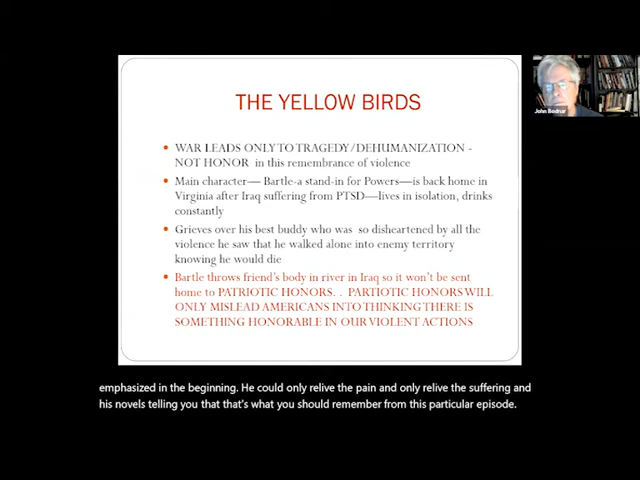 THE YELLOW BIRDS
John Bodnar
WAR LEADS ONLY TO TRAGEDY/DEHUMANIZATION -
NOT HONOR in this remembrance of violence
Main character— Bartle-a stand-in for Powers—is back home in
Virginia after Iraq suffering from PTSD—lives in isolation, drinks
constantly
Grieves over his best buddy who was so disheartened by all the
violence he saw that he walked alone into enemy territory
knowing he would die
Bartle throws friend's body in river in Iraq so it won't be sent
home to PATRIOTIC HONORS. . PARTIOTIC HONORS WILL
ONLY MISLEAD AMERICANS INTO THINKING THERE IS
SOMETHING HONORABLE IN OUR VIOLENT ACTIONS
emphasized in the beginning. He could only relive the pain and only relive the suffering and
his novels telling you that that's what you should remember from this particular episode.